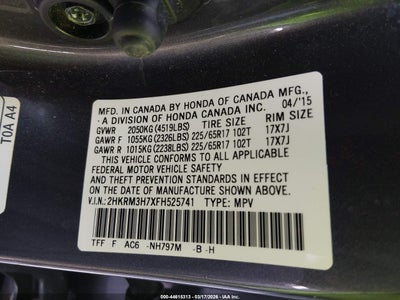 MFD. IN CANADA BY HONDA OF CANADA MFG.,
- A DIVISION OF HONDA CANADA INC. 04/'15
GVWR 2050KG (4519LBS) TIRE SIZE RIM SIZE
GAWR F 1055KG (2326LBS) 225/65R17 102T 17X7J
GAWR R 1015KG (2238LBS) 225/65R17 102T 17X7J
THIS VEHICLE CONFORMS TO ALL APPLICABLE
FEDERAL MOTOR VEHICLE SAFETY AND
THEFT PREVENTION STANDARDS IN EFFECT ON
THE DATE OF MANUFACTURE SHOWN ABOVE.
V.I.N.:2HKRM3H7XFH525741 TYPE: MPV
TFF F AC6 -NH797M -B -H
T0A A4
000-44615313 - 03/17/2026 - IAA Inc.